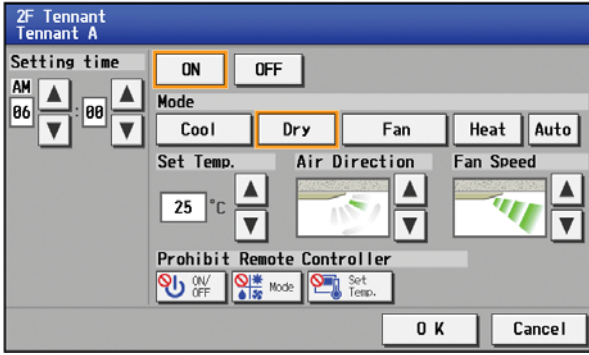 2F Tennant
Tennant A
Setting time
AM
06 : 00
ON OFF
Mode
Cool Dry Fan Heat Auto
Set Temp. Air Direction Fan Speed
25 °C
Prohibit Remote Controller
ON/
OFF
Mode
Set
Temp.
O K Cancel